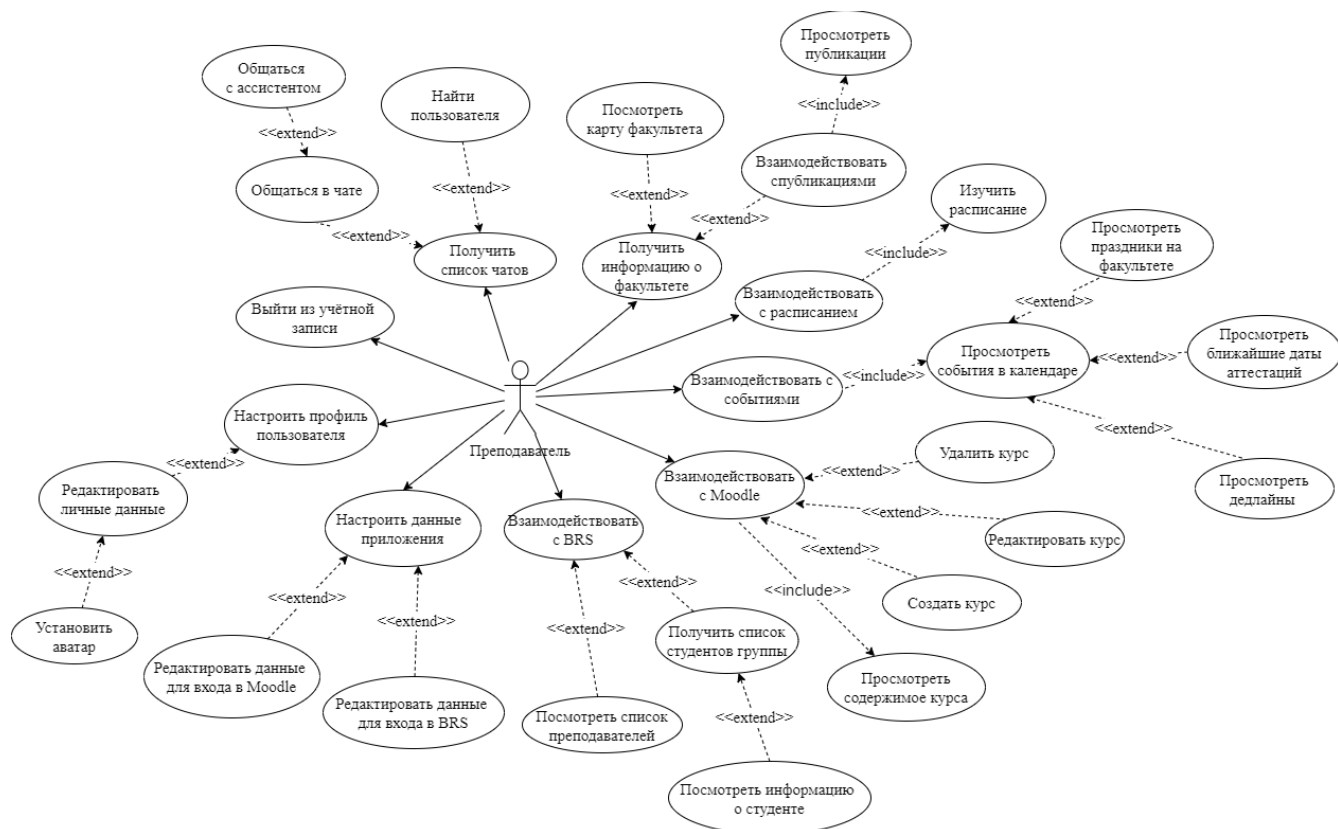 Просмотреть
публикации
Общаться
с ассистентом
Найти
пользователя
Посмотреть
карту факультета
<<include>>
<<extend>>
Общаться в чате
<<extend>>
<<extend>>
Взаимодействовать
спубликациями
Изучить
расписание
<<extend>>
<<extend>>
Получить
список чатов
Получить
информацию о
факультете
<<include>>
Просмотреть
праздники на
факультете
Выйти из учётной
записи
Взаимодействовать
с расписанием
<<extend>>
Просмотреть
события в календаре
<<extend>>
Просмотреть
ближайшие даты
аттестаций
Взаимодействовать с
событиями
<<include>>
Настроить профиль
пользователя
Преподаватель
<<extend>>
<<extend>>
Редактировать
личные данные
Взаимодействовать
с Moodle
<<extend>>
Удалить курс
Просмотреть
дедлайны
Настроить данные
приложения
Взаимодействовать
с BRS
<<extend>>
Редактировать курс
<<extend>>
<<extend>>
<<extend>>
<<extend>>
<<include>>
Создать курс
Установить
аватар
<<extend>>
<<extend>>
Получить список
студентов группы
Редактировать данные
для входа в Moodle
Просмотреть
содержимое курса
Редактировать данные
для входа в BRS
Посмотреть список
преподавателей
<<extend>>
Посмотреть информацию
о студенте